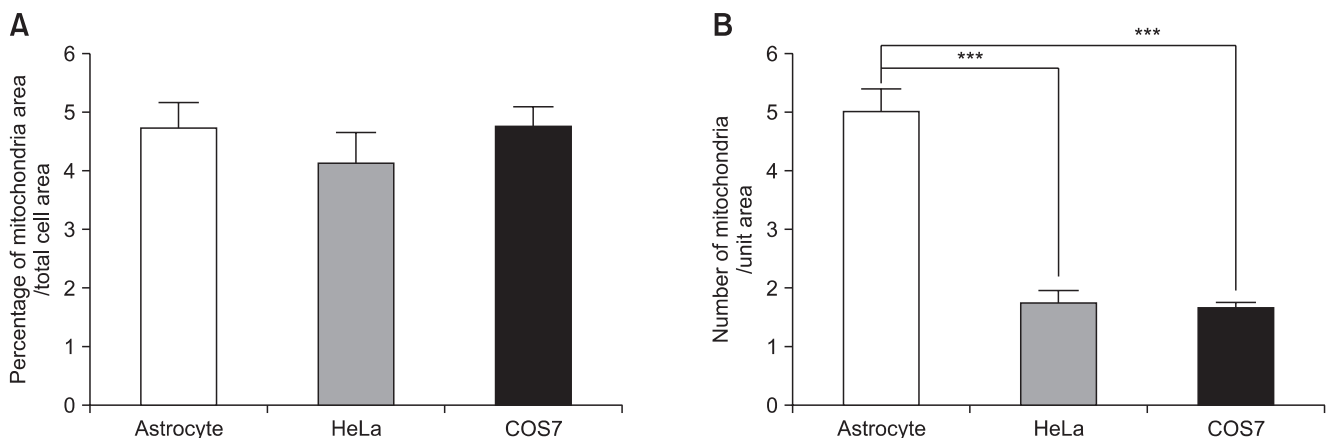 A
Percentage of mitochondria area
/total cell area
6
5
4
3
2
1
0
Astrocyte
HeLa
COS7
B
Number of mitochondria
/unit area
6
5
4
3
2
1
0
***
***
Astrocyte
HeLa
COS7